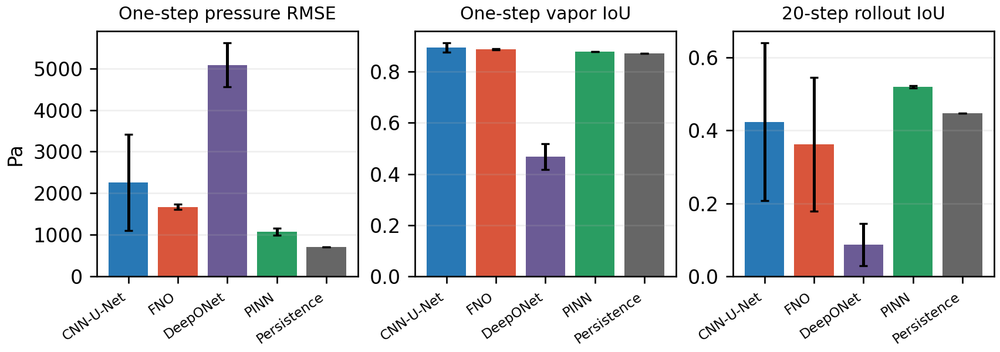 One-step pressure RMSE
Pa
5000
4000
3000
2000
1000
0
CNN-U-Net
FNO
DeepONet
PINN
Persistence
One-step vapor IoU
0.8
0.6
0.4
0.2
0.0
CNN-U-Net
FNO
DeepONet
PINN
Persistence
20-step rollout IoU
0.6
0.4
0.2
0.0
CNN-U-Net
FNO
DeepONet
PINN
Persistence